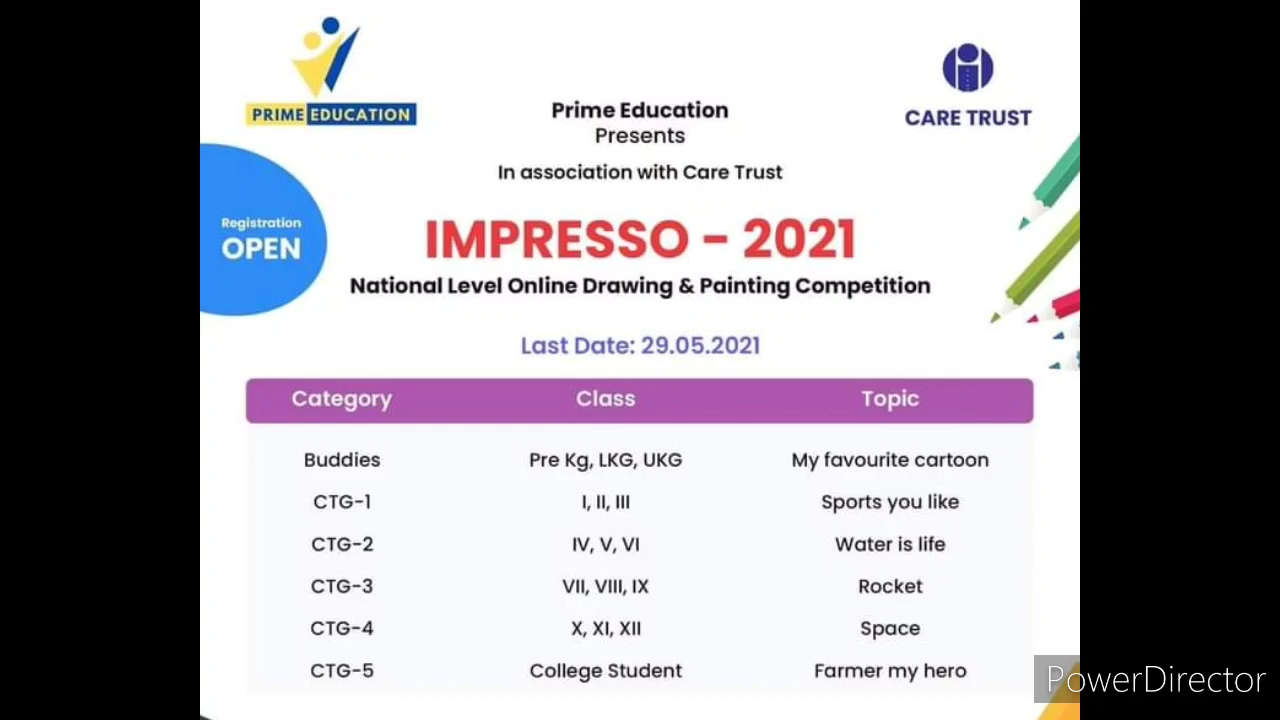 PRIME EDUCATION
CARE TRUST
Prime Education
Presents
In association with Care Trust
Registration
OPEN
IMPRESSO - 2021
National Level Online Drawing & Painting Competition
Last Date: 29.05.2021
Category Class Topic
Buddies Pre Kg, LKG, UKG My favourite cartoon
CTG-1 I, II, III Sports you like
CTG-2 IV, V, VI Water is life
CTG-3 VII, VIII, IX Rocket
CTG-4 X, XI, XII Space
CTG-5 College Student Farmer my hero
PowerDirector